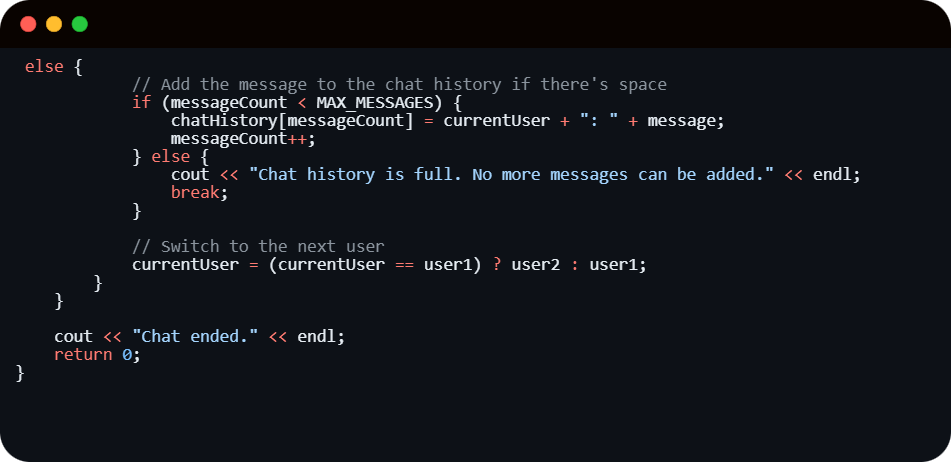 else {
// Add the message to the chat history if there's space
if (messageCount < MAX_MESSAGES) {
chatHistory[messageCount] = currentUser + ": " + message;
messageCount++;
} else {
cout << "Chat history is full. No more messages can be added." << endl;
break;
}
// Switch to the next user
currentUser = (currentUser == user1) ? user2 : user1;
}
}
cout << "Chat ended." << endl;
return 0;
}